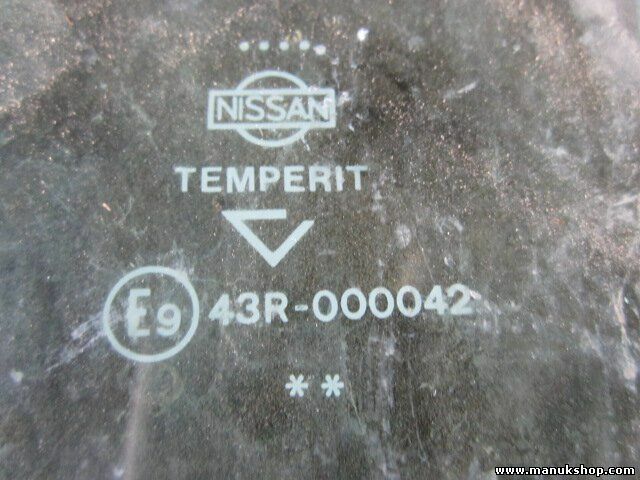 NISSAN
TEMPERIT
E9 43R-000042
**
www.manukshop.com